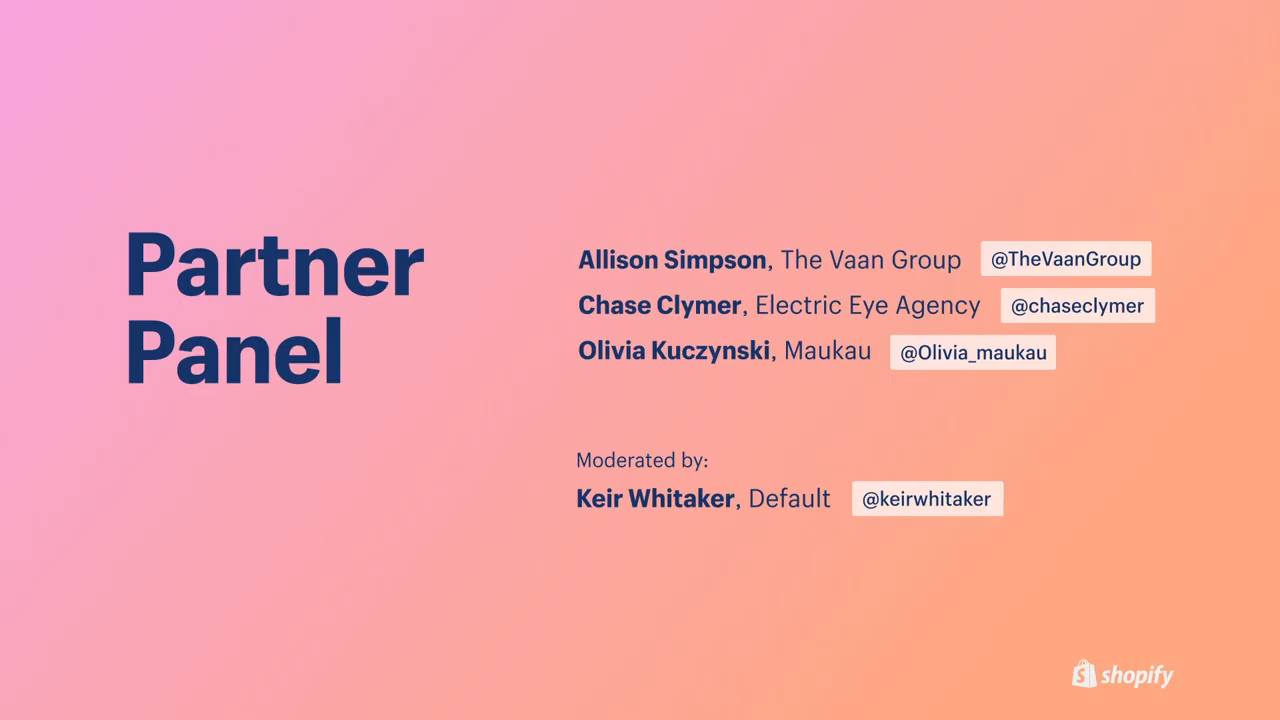 Partner
Panel
Allison Simpson, The Vaan Group @TheVaanGroup
Chase Clymer, Electric Eye Agency @chaseclymer
Olivia Kuczynski, Maukau @Olivia_maukau
Moderated by:
Keir Whitaker, Default @keirwhitaker
shopify